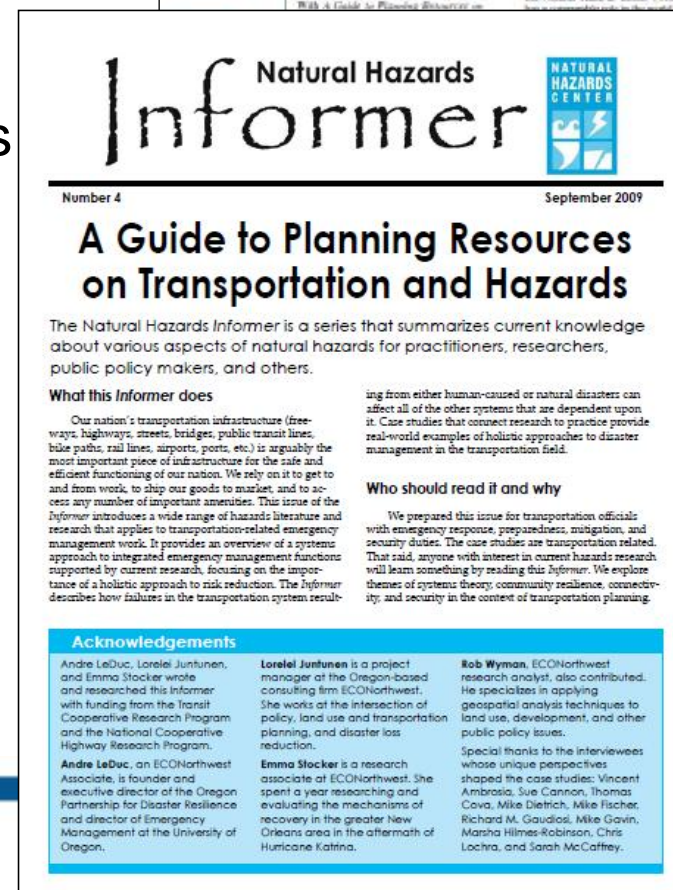 With A Guide to Planning Resources on
s
Natural Hazards
Informer
NATURAL
HAZARDS
CENTER
Number 4
September 2009
A Guide to Planning Resources
on Transportation and Hazards
The Natural Hazards Informer is a series that summarizes current knowledge
about various aspects of natural hazards for practitioners, researchers,
public policy makers, and others.
What this Informer does
Our nation's transportation infrastructure (free-
ways, highways, streets, bridges, public transit lines,
bike paths, rail lines, airports, ports, etc.) is arguably the
most important piece of infrastructure for the safe and
efficient functioning of our nation. We rely on it to get to
and from work, to ship our goods to market, and to ac-
cess any number of important amenities. This issue of the
Informer introduces a wide range of hazards literature and
research that applies to transportation-related emergency
management work. It provides an overview of a systems
approach to integrated emergency management functions
supported by current research, focusing on the impor-
tance of a holistic approach to risk reduction. The Informer
describes how failures in the transportation system result-
ing from either human-caused or natural disasters can
affect all of the other systems that are dependent upon
it. Case studies that connect research to practice provide
real-world examples of holistic approaches to disaster
management in the transportation field.
Who should read it and why
We prepared this issue for transportation officials
with emergency response, preparedness, mitigation, and
security duties. The case studies are transportation related.
That said, anyone with interest in current hazards research
will learn something by reading this Informer. We explore
themes of systems theory, community resilience, connectiv-
ity, and security in the context of transportation planning.
Acknowledgements
Andre LeDuc, Lorelei Juntunen,
and Emma Stocker wrote
and researched this Informer
with funding from the Transit
Cooperative Research Program
and the National Cooperative
Highway Research Program.
Andre LeDuc, an ECONorthwest
Associate, is founder and
executive director of the Oregon
Partnership for Disaster Resilience
and director of Emergency
Management at the University of
Oregon.
Lorelei Juntunen is a project
manager at the Oregon-based
consulting firm ECONorthwest.
She works at the intersection of
policy, land use and transportation
planning, and disaster loss
reduction.
Emma Stocker is a research
associate at ECONorthwest. She
spent a year researching and
evaluating the mechanisms of
recovery in the greater New
Orleans area in the aftermath of
Hurricane Katrina.
Rob Wyman, ECONorthwest
research analyst, also contributed.
He specializes in applying
geospatial analysis techniques to
land use, development, and other
public policy issues.
Special thanks to the interviewees
whose unique perspectives
shaped the case studies: Vincent
Ambrosia, Sue Cannon, Thomas
Cova, Mike Dietrich, Mike Fischer,
Richard M. Gaudiosi, Mike Gavin,
Marsha Hilmes-Robinson, Chris
Lochra, and Sarah McCaffrey.